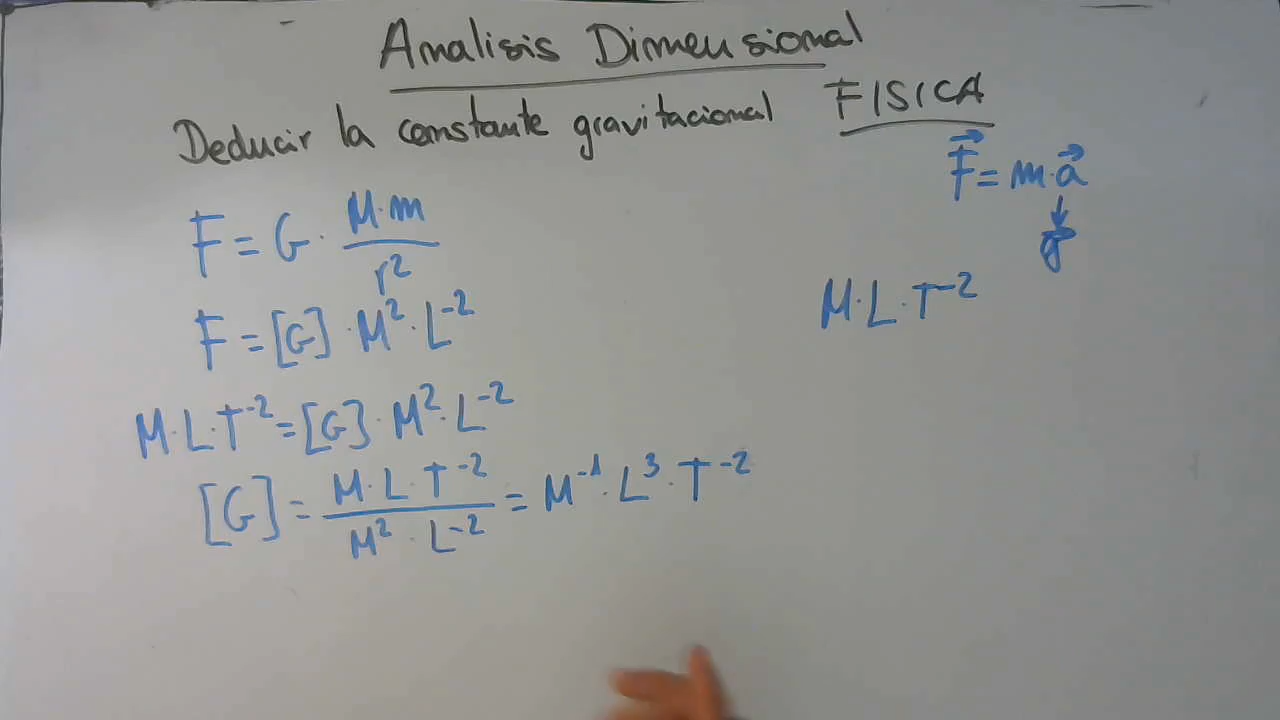 Analisis Dimensional
FISICA
Deducir la constante gravitacional
F = G · M·m / r²
F = [G] · M² · L⁻²
M·L·T⁻² = [G] · M² · L⁻²
[G] = M·L·T⁻² / M² · L⁻² = M⁻¹ · L³ · T⁻²
F⃗ = m·a⃗
↓
g⃗
M·L·T⁻²